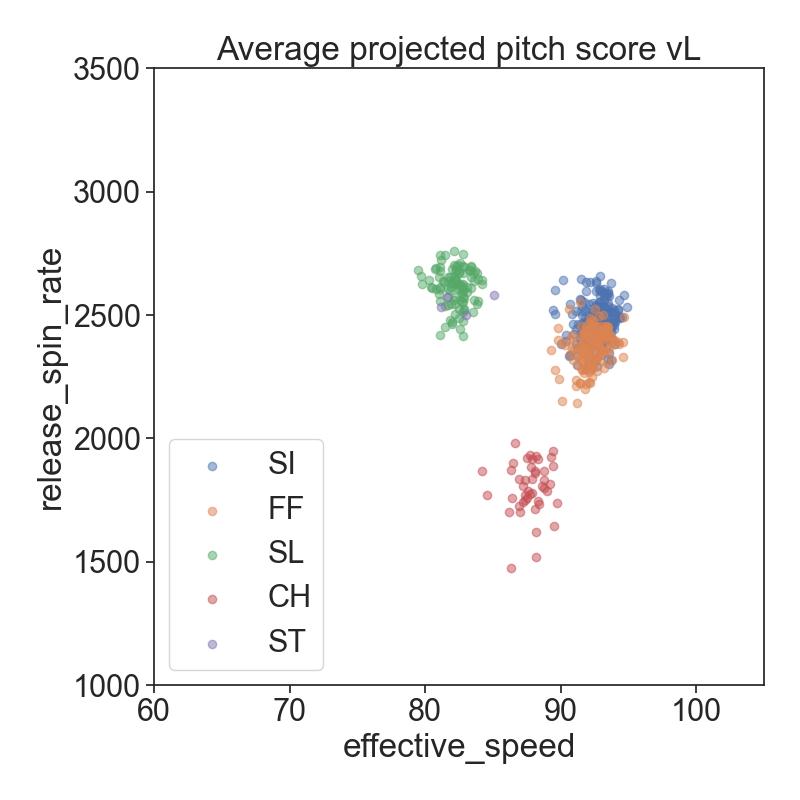 Average projected pitch score vL
3500
3000
2500
2000
1500
1000
release_spin_rate
SI
FF
SL
CH
ST
60 70 80 90 100
effective_speed